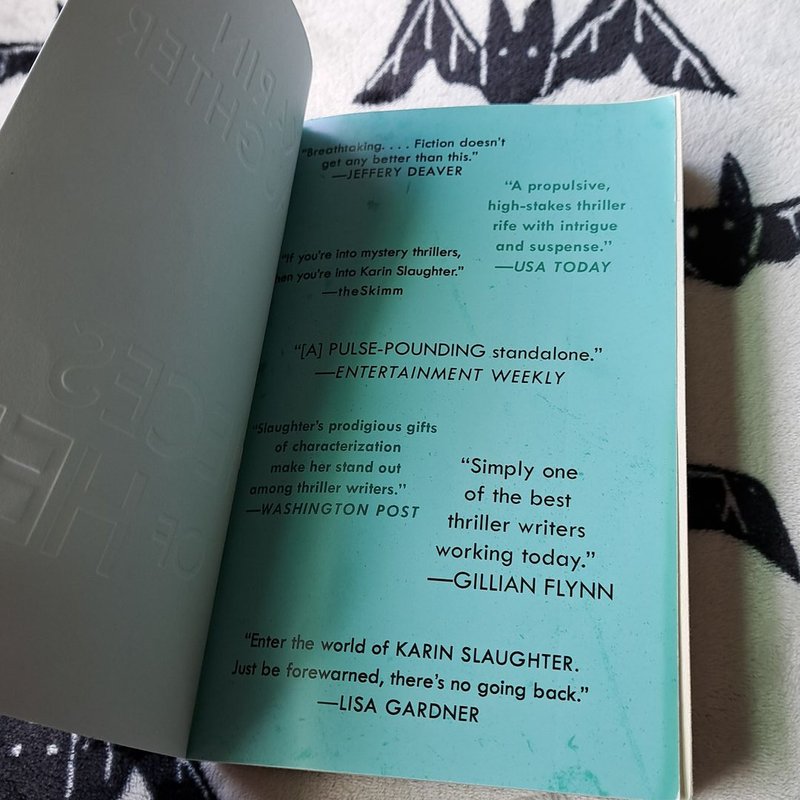 "Breathtaking. . . . Fiction doesn't
get any better than this."
—JEFFERY DEAVER
"A propulsive,
high-stakes thriller
rife with intrigue
and suspense."
—USA TODAY
"If you're into mystery thrillers,
then you're into Karin Slaughter."
—theSkimm
"[A] PULSE-POUNDING standalone."
—ENTERTAINMENT WEEKLY
"Slaughter's prodigious gifts
of characterization
make her stand out
among thriller writers."
—WASHINGTON POST
"Simply one
of the best
thriller writers
working today."
—GILLIAN FLYNN
"Enter the world of KARIN SLAUGHTER.
Just be forewarned, there's no going back."
—LISA GARDNER